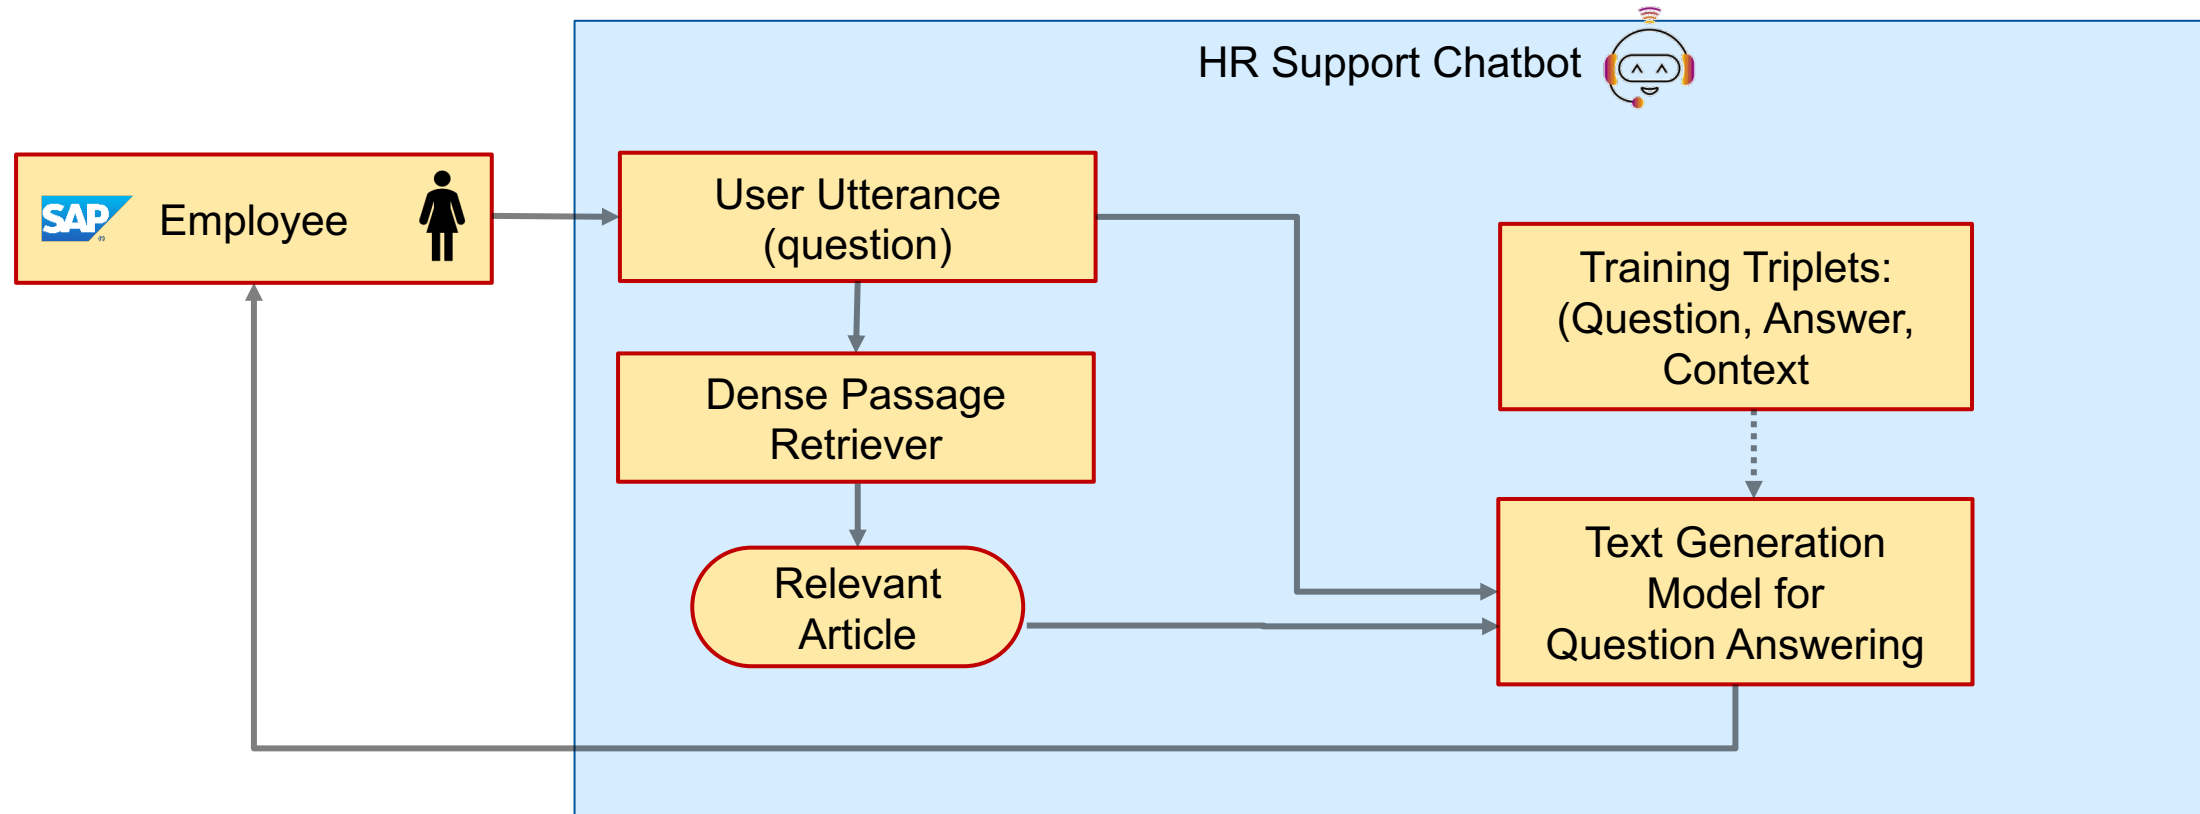 HR Support Chatbot
SAP
Employee
User Utterance
(question)
Dense Passage
Retriever
Relevant
Article
Training Triplets:
(Question, Answer,
Context
Text Generation
Model for
Question Answering